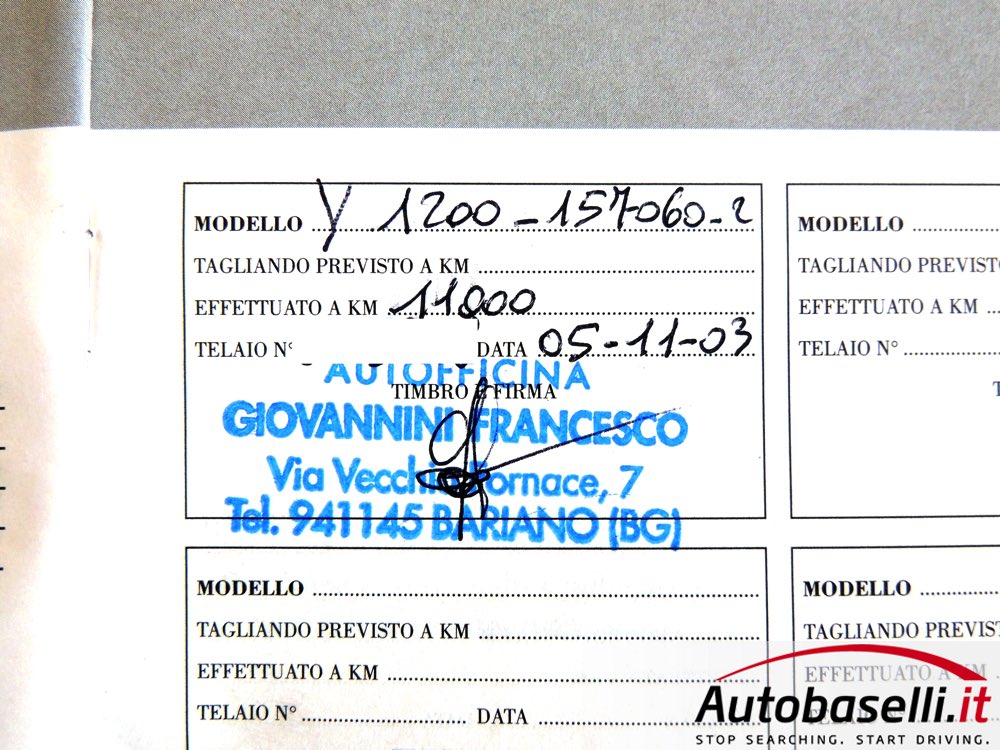 MODELLO Y 1200-157060-2
TAGLIANDO PREVISTO A KM
EFFETTUATO A KM 11000
TELAIO N° DATA 05-11-03
TIMBRO E FIRMA
AUTOFFICINA
GIOVANNINI FRANCESCO
Via Vecchia Fornace, 7
Tel. 941145 BARIANO (BG)
MODELLO
TAGLIANDO PREVIST
EFFETTUATO A KM
TELAIO N°
MODELLO
TAGLIANDO PREVISTO A KM
EFFETTUATO A KM
TELAIO N° DATA
MODELLO
TAGLIANDO PREVIS
EFFETTUATO A KM
Autobaselli.it
STOP SEARCHING. START DRIVING.